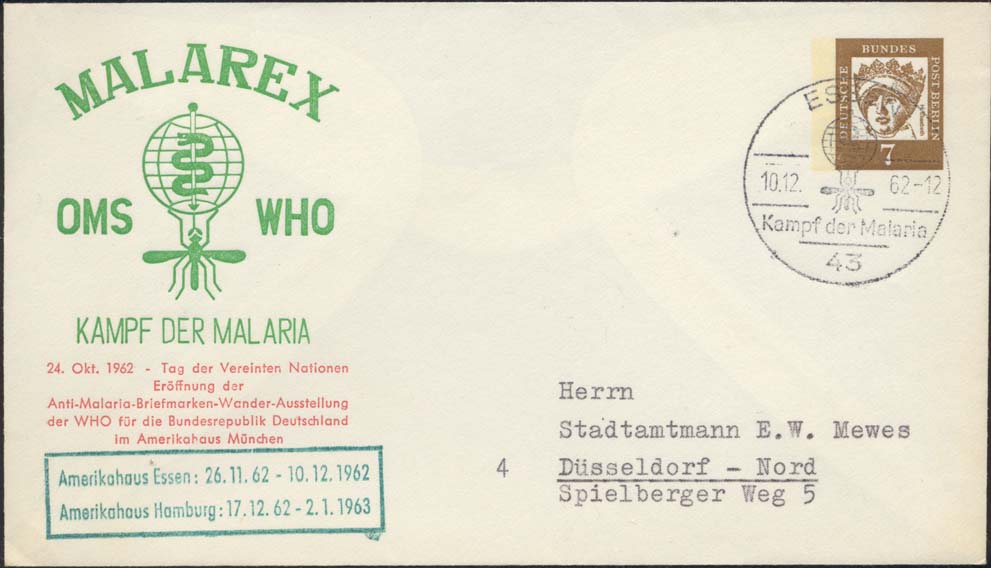 MALAREX
OMS WHO
KAMPF DER MALARIA
24. Okt. 1962 - Tag der Vereinten Nationen
Eröffnung der
Anti-Malaria-Briefmarken-Wander-Ausstellung
der WHO für die Bundesrepublik Deutschland
im Amerikahaus München
Amerikahaus Essen: 26.11.62 - 10.12.1962
Amerikahaus Hamburg: 17.12.62 - 2.1.1963
DEUTSCHE
BUNDES
POST BERLIN
7
10.12. 62-12
Kampf der Malaria
43
Herrn
Stadtamtmann E.W. Mewes
4 Düsseldorf - Nord
Spielberger Weg 5